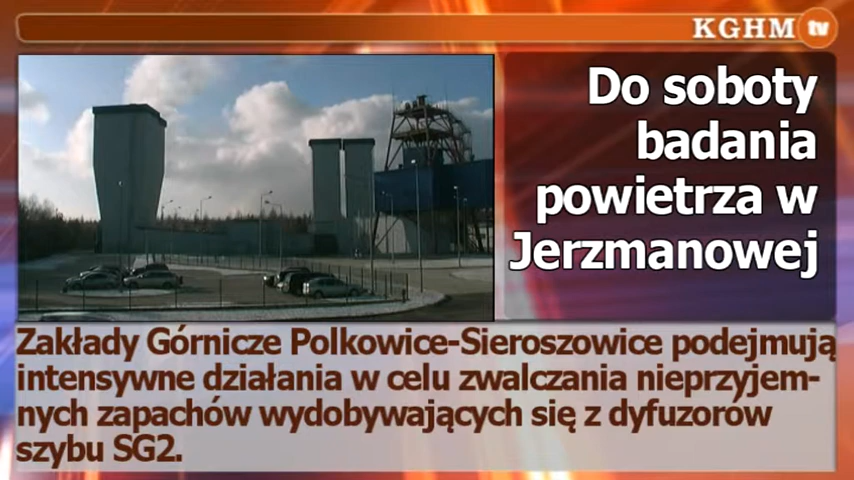 KGHM tv
Do soboty
badania
powietrza w
Jerzmanowej
Zakłady Górnicze Polkowice-Sieroszowice podejmują
intensywne działania w celu zwalczania nieprzyjem-
nych zapachów wydobywających się z dyfuzorow
szybu SG2.